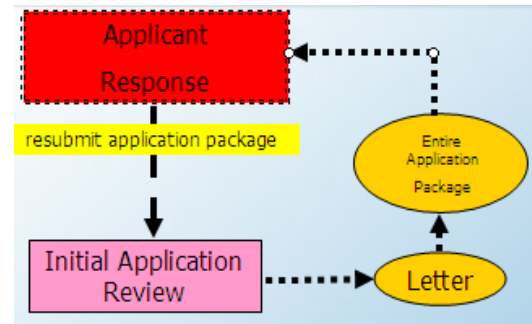 Applicant
Response
resubmit application package
Entire
Application
Package
Initial Application
Review
Letter